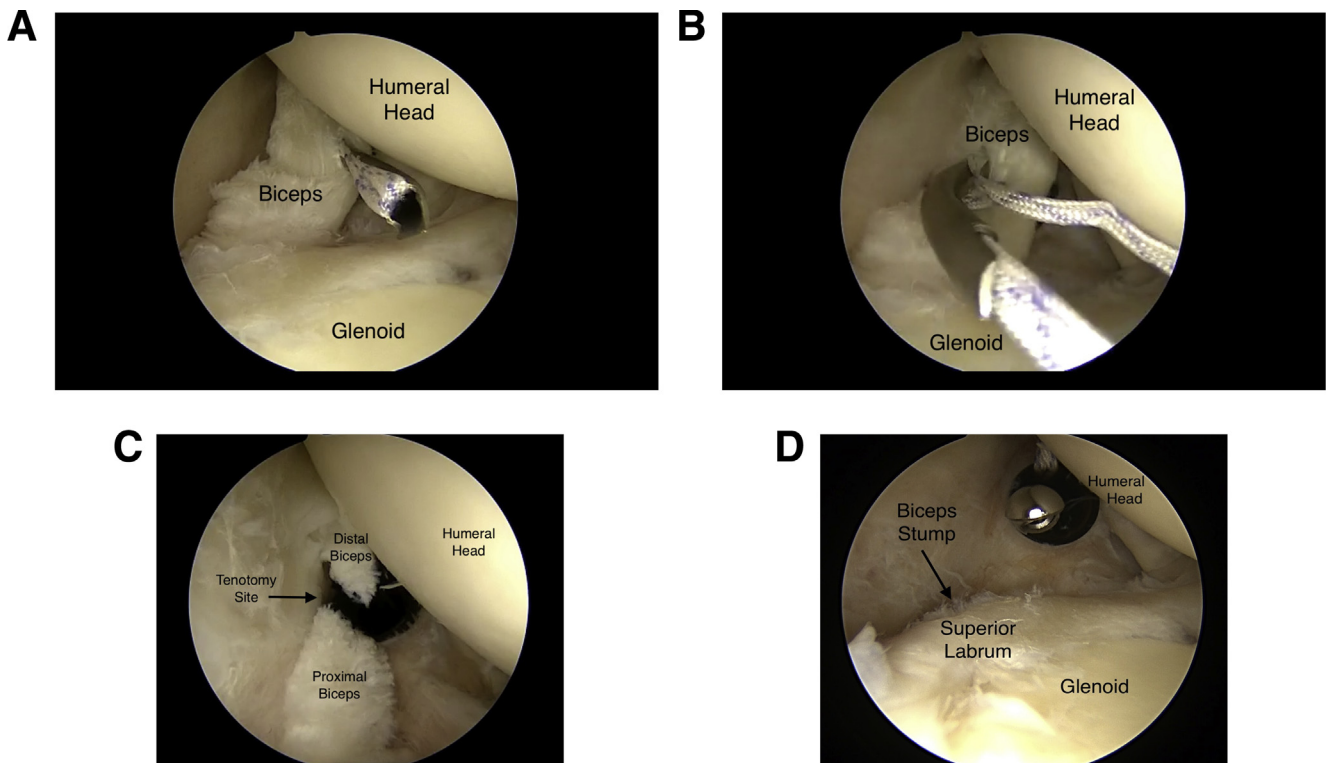 A
Humeral
Head
Biceps
Glenoid
B
Humeral
Head
Biceps
Glenoid
C
Distal
Biceps
Humeral
Head
Tenotomy
Site
Proximal
Biceps
D
Humeral
Head
Biceps
Stump
Superior
Labrum
Glenoid